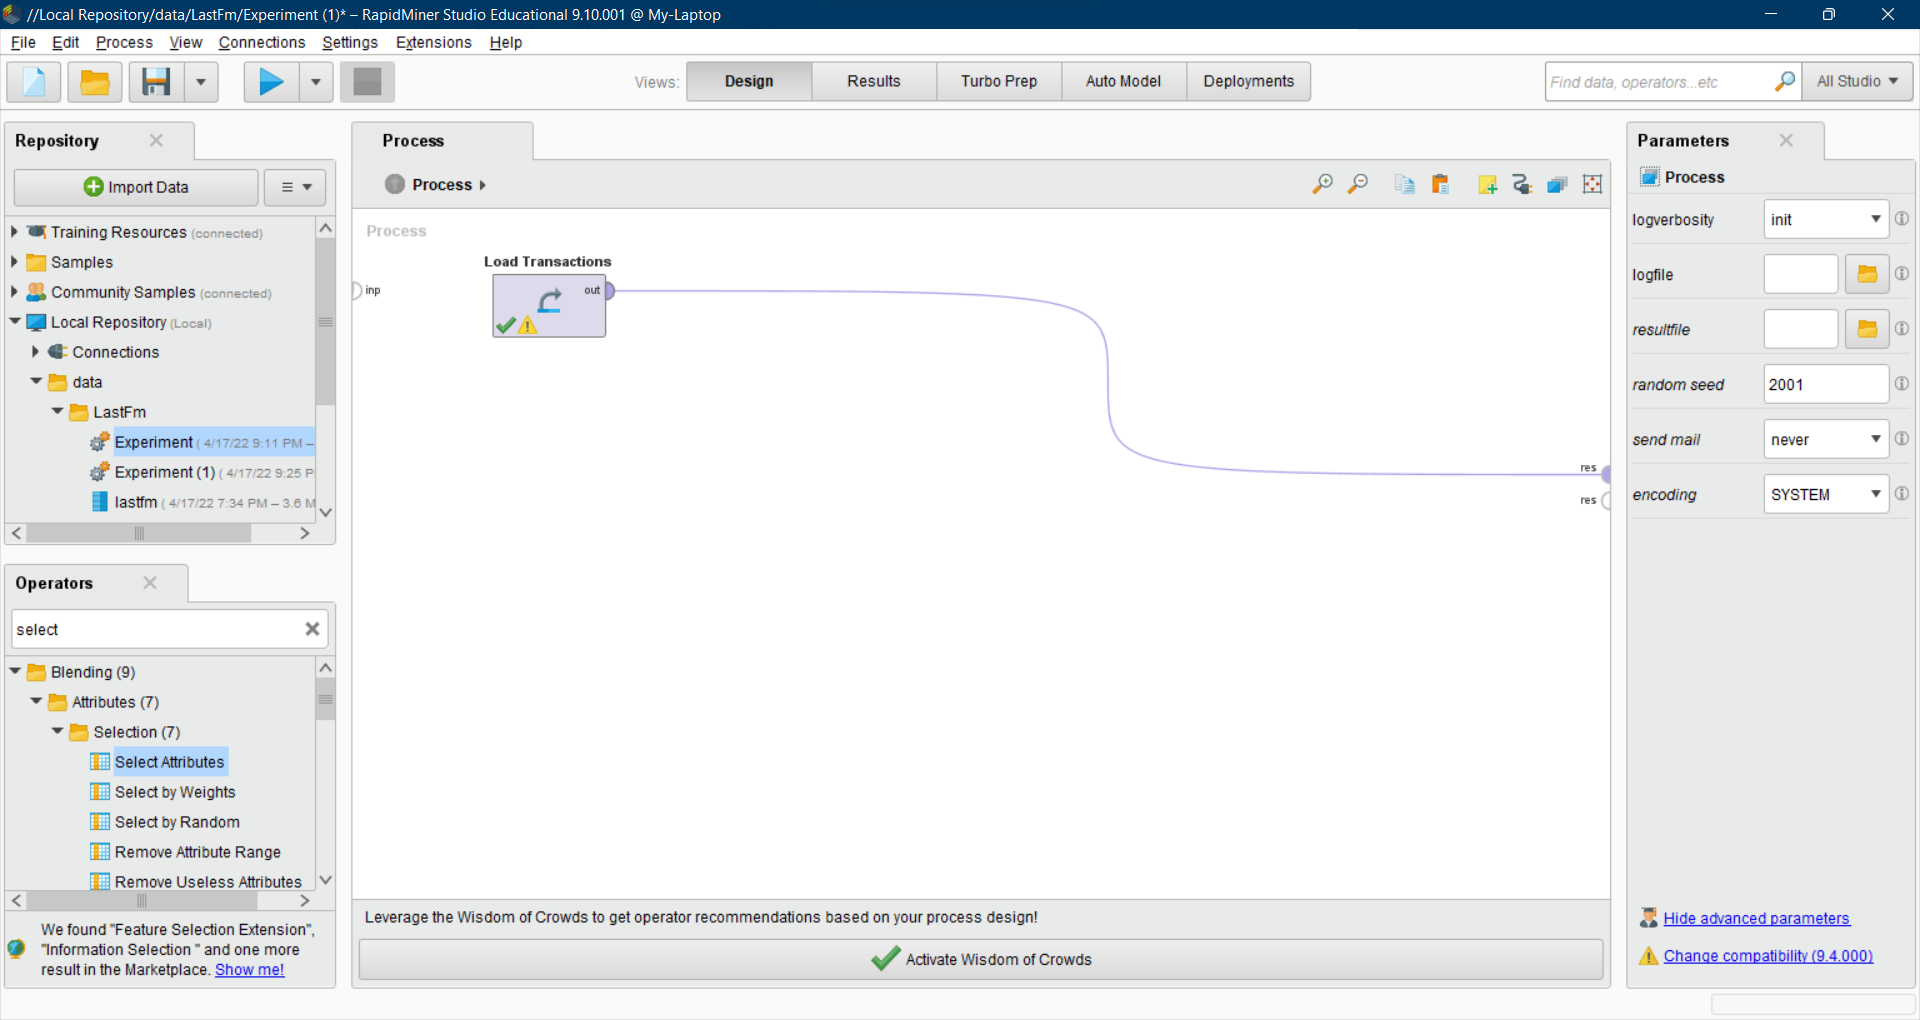 //Local Repository/data/LastFm/Experiment (1)* – RapidMiner Studio Educational 9.10.001 @ My-Laptop
File Edit Process View Connections Settings Extensions Help
Views: Design Results Turbo Prep Auto Model Deployments
Find data, operators...etc All Studio
Repository
Import Data
Training Resources (connected)
Samples
Community Samples (connected)
Local Repository (Local)
Connections
data
LastFm
Experiment ( 4/17/22 9:11 PM –
Experiment (1) ( 4/17/22 9:25 P
lastfm ( 4/17/22 7:34 PM – 3.6 M
Operators
select
Blending (9)
Attributes (7)
Selection (7)
Select Attributes
Select by Weights
Select by Random
Remove Attribute Range
Remove Useless Attributes
We found "Feature Selection Extension",
"Information Selection " and one more
result in the Marketplace. Show me!
Process
Process
Process
Load Transactions
inp
out
res
res
Leverage the Wisdom of Crowds to get operator recommendations based on your process design!
Activate Wisdom of Crowds
Parameters
Process
logverbosity init
logfile
resultfile
random seed 2001
send mail never
encoding SYSTEM
Hide advanced parameters
Change compatibility (9.4.000)